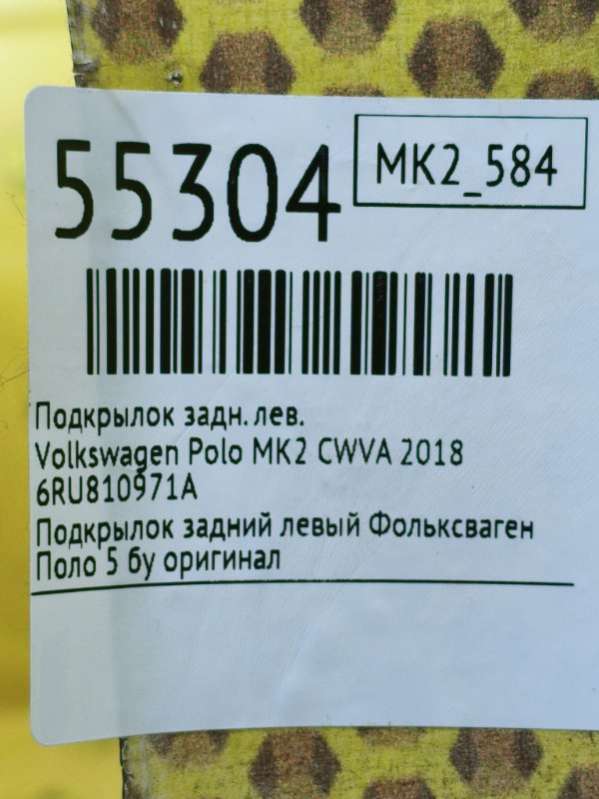 55304
MK2_584
Подкрылок задн. лев.
Volkswagen Polo MK2 CWVA 2018
6RU810971A
Подкрылок задний левый Фольксваген
Поло 5 бу оригинал